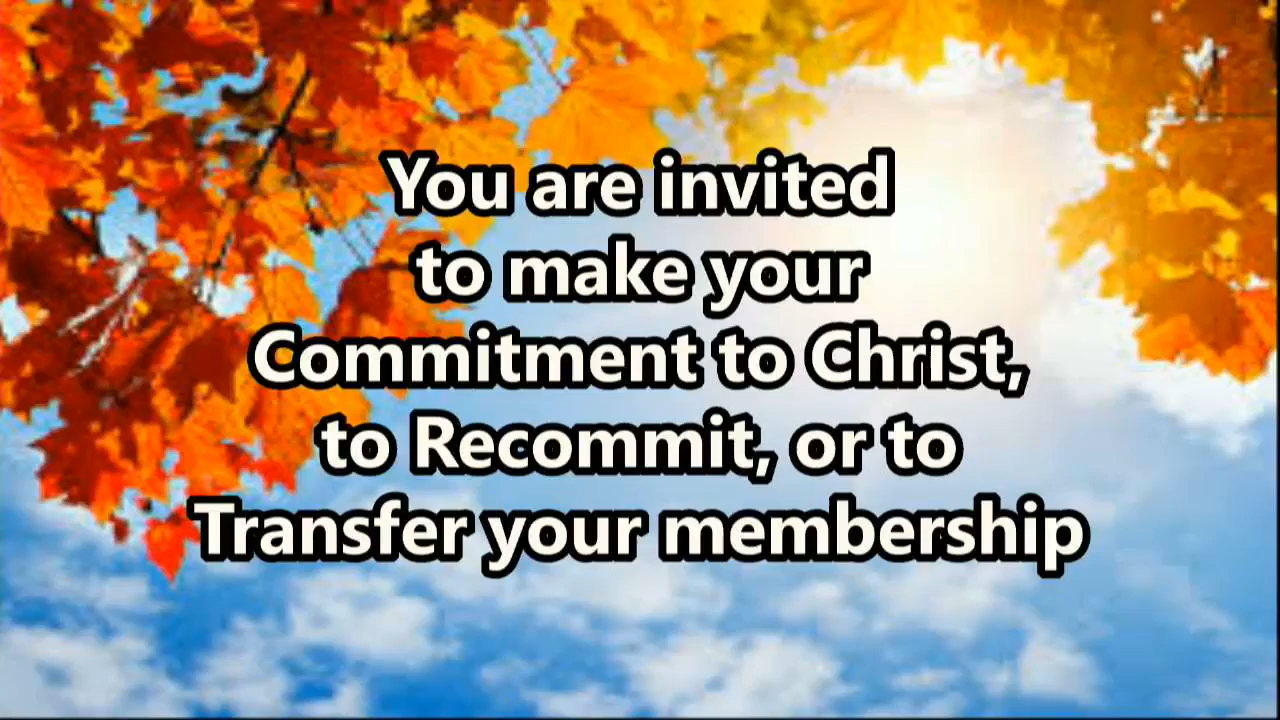 You are invited
to make your
Commitment to Christ,
to Recommit, or to
Transfer your membership